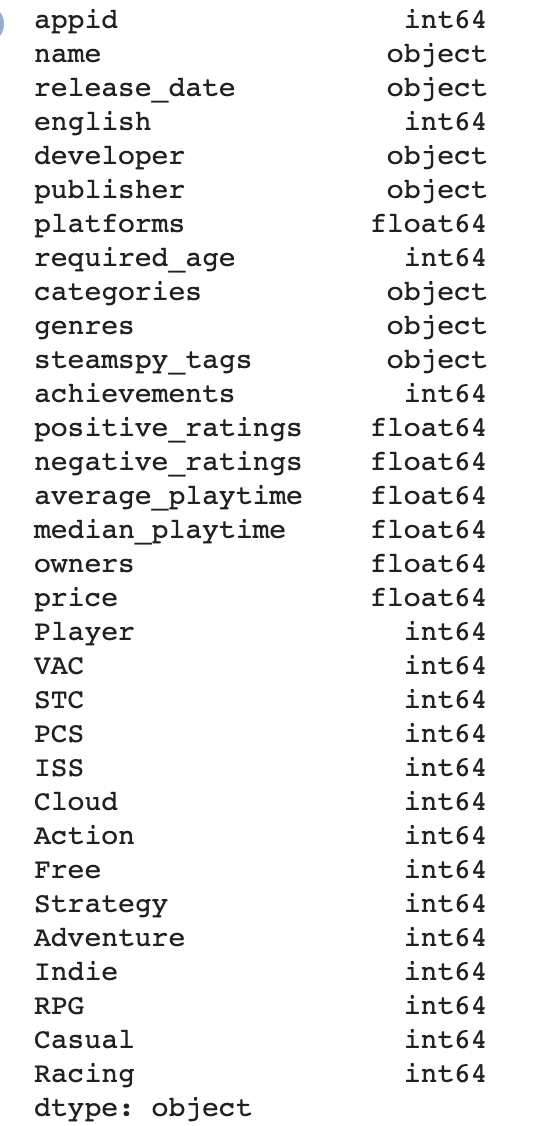 appid int64
name object
release_date object
english int64
developer object
publisher object
platforms float64
required_age int64
categories object
genres object
steamspy_tags object
achievements int64
positive_ratings float64
negative_ratings float64
average_playtime float64
median_playtime float64
owners float64
price float64
Player int64
VAC int64
STC int64
PCS int64
ISS int64
Cloud int64
Action int64
Free int64
Strategy int64
Adventure int64
Indie int64
RPG int64
Casual int64
Racing int64
dtype: object